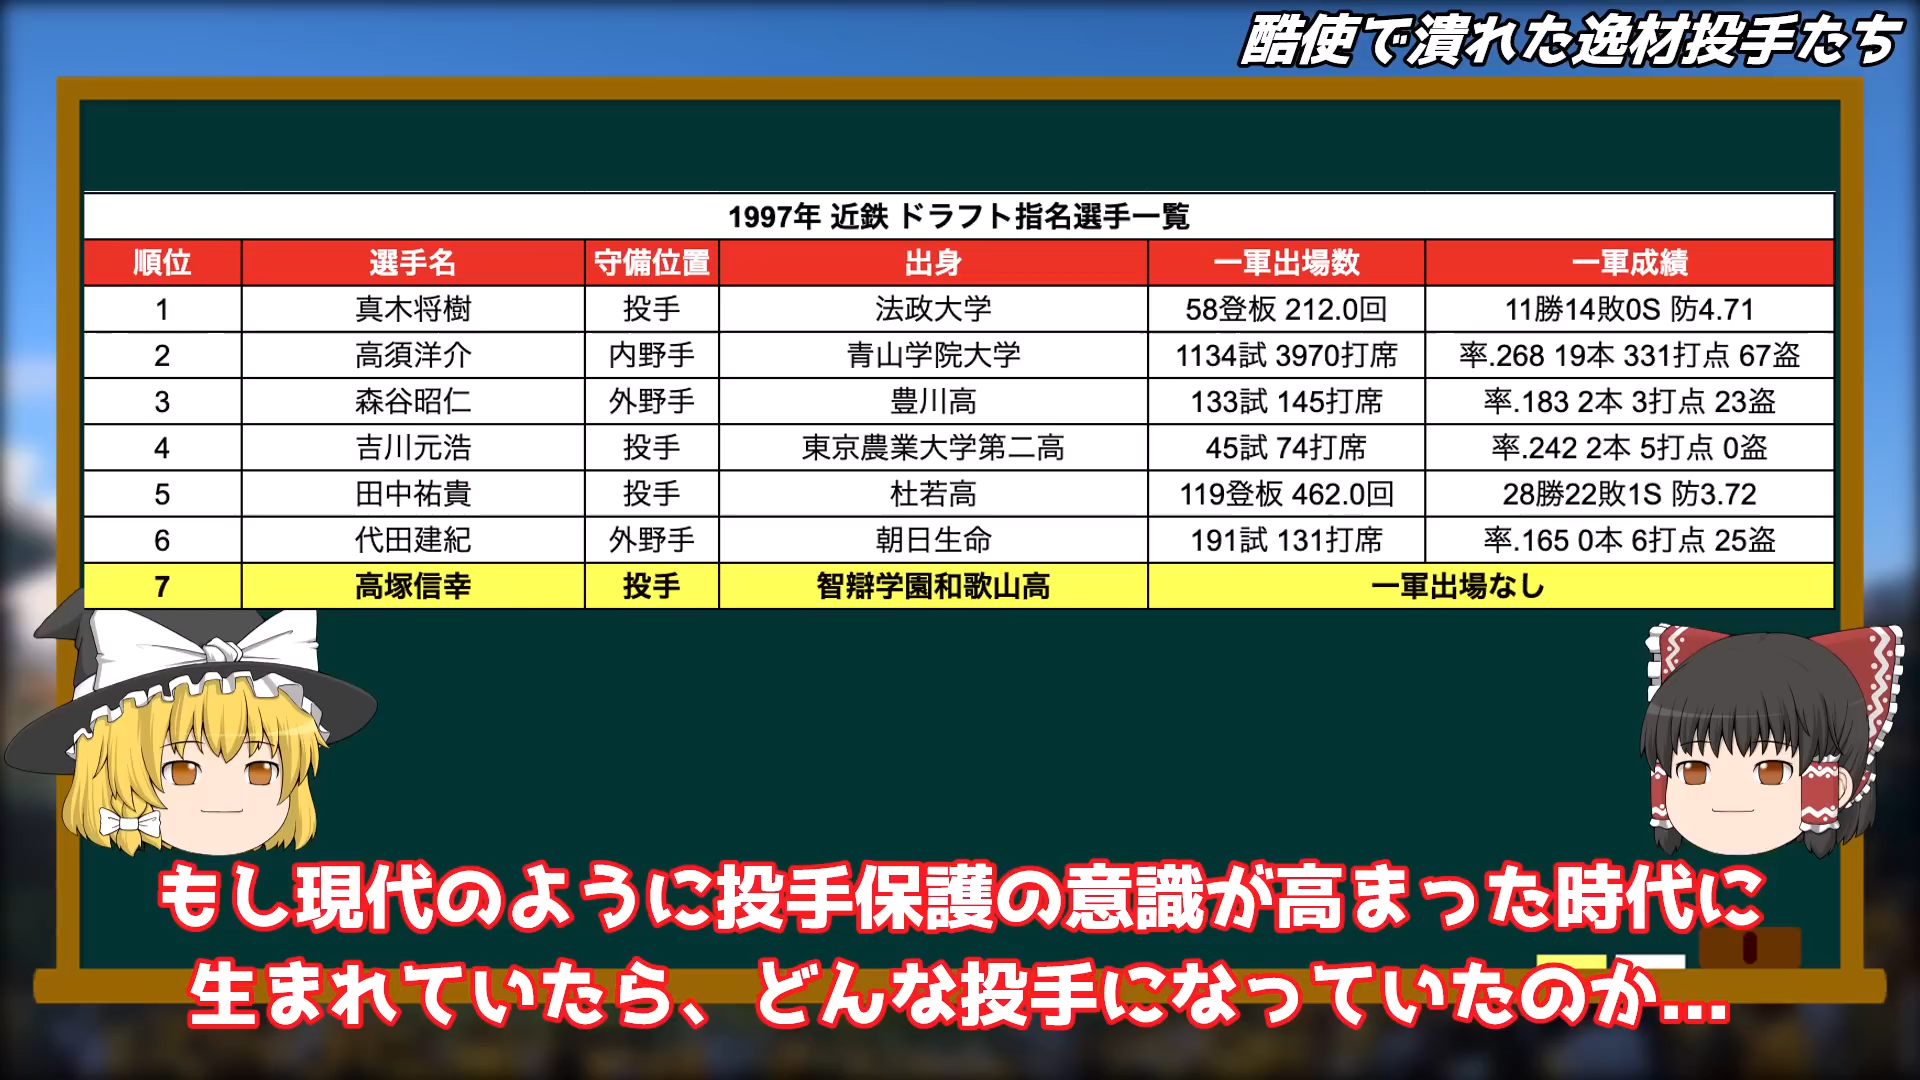 酷使で潰れた逸材投手たち
1997年 近鉄 ドラフト指名選手一覧
順位 選手名 守備位置 出身 一軍出場数 一軍成績
1 真木将樹 投手 法政大学 58登板 212.0回 11勝14敗0S 防4.71
2 高須洋介 内野手 青山学院大学 1134試 3970打席 率.268 19本 331打点 67盗
3 森谷昭仁 外野手 豊川高 133試 145打席 率.183 2本 3打点 23盗
4 吉川元浩 投手 東京農業大学第二高 45試 74打席 率.242 2本 5打点 0盗
5 田中祐貴 投手 杜若高 119登板 462.0回 28勝22敗1S 防3.72
6 代田建紀 外野手 朝日生命 191試 131打席 率.165 0本 6打点 25盗
7 高塚信幸 投手 智辯学園和歌山高 一軍出場なし
もし現代のように投手保護の意識が高まった時代に
生まれていたら、どんな投手になっていたのか…